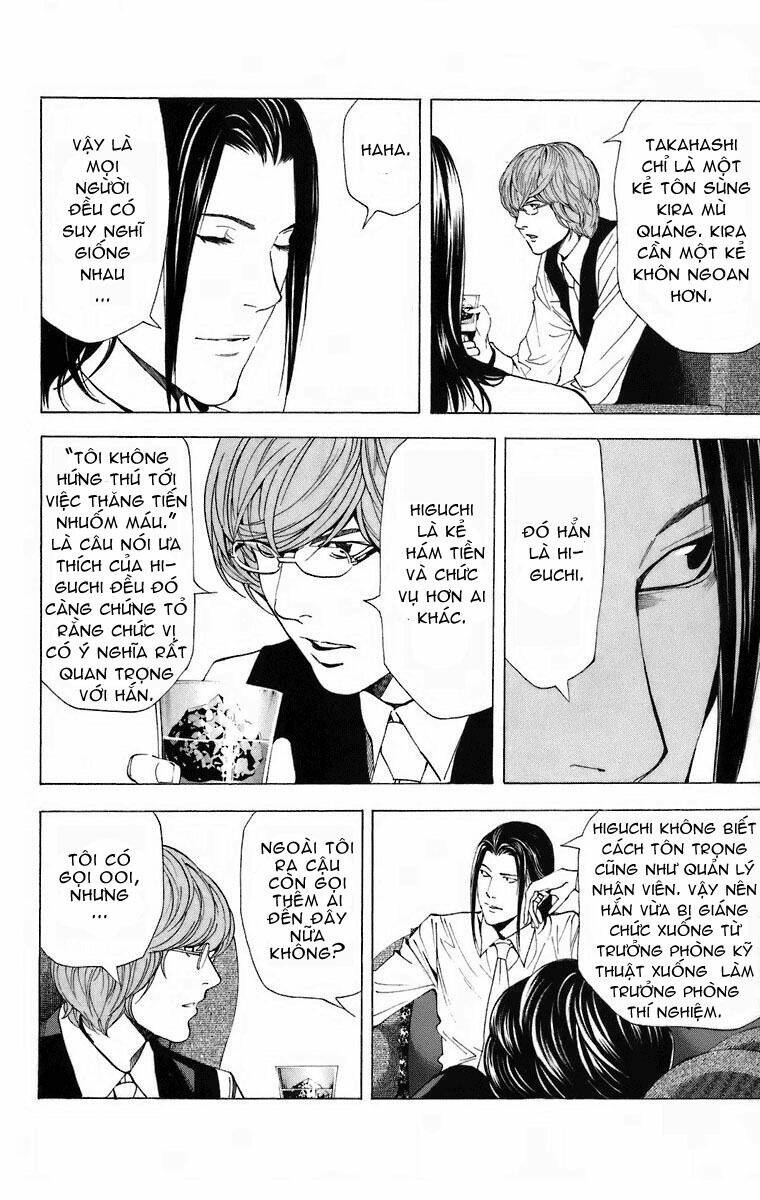 TAKAHASHI
CHỈ LÀ MỘT
KẺ TÔN SÙNG
KIRA MÙ
QUÁNG. KIRA
CẦN MỘT KẺ
KHÔN NGOAN
HƠN.
HAHA.
VẬY LÀ
MỌI
NGƯỜI
ĐỀU CÓ
SUY NGHĨ
GIỐNG
NHAU
...
ĐÓ HẲN
LÀ HI-
GUCHI.
HIGUCHI
LÀ KẺ
HÁM TIỀN
VÀ CHỨC
VỤ HƠN AI
KHÁC.
"TÔI KHÔNG
HỨNG THÚ TỚI
VIỆC THĂNG TIẾN
NHUỐM MÁU."
LÀ CÂU NÓI ƯA
THÍCH CỦA HI-
GUCHI ĐỀU ĐÓ
CÀNG CHỨNG TỎ
RẰNG CHỨC VỊ
CÓ Ý NGHĨA RẤT
QUAN TRỌNG
VỚI HẮN.
HIGUCHI KHÔNG BIẾT
CÁCH TÔN TRỌNG
CŨNG NHƯ QUẢN LÝ
NHÂN VIÊN. VẬY NÊN
HẮN VỪA BỊ GIÁNG
CHỨC XUỐNG TỪ
TRƯỞNG PHÒNG KỸ
THUẬT XUỐNG LÀM
TRƯỞNG PHÒNG
THÍ NGHIỆM.
NGOÀI TÔI
RA CẬU
CÒN GỌI
THÊM AI
ĐẾN ĐÂY
NỮA
KHÔNG?
TÔI CÓ
GỌI OOI,
NHƯNG
...